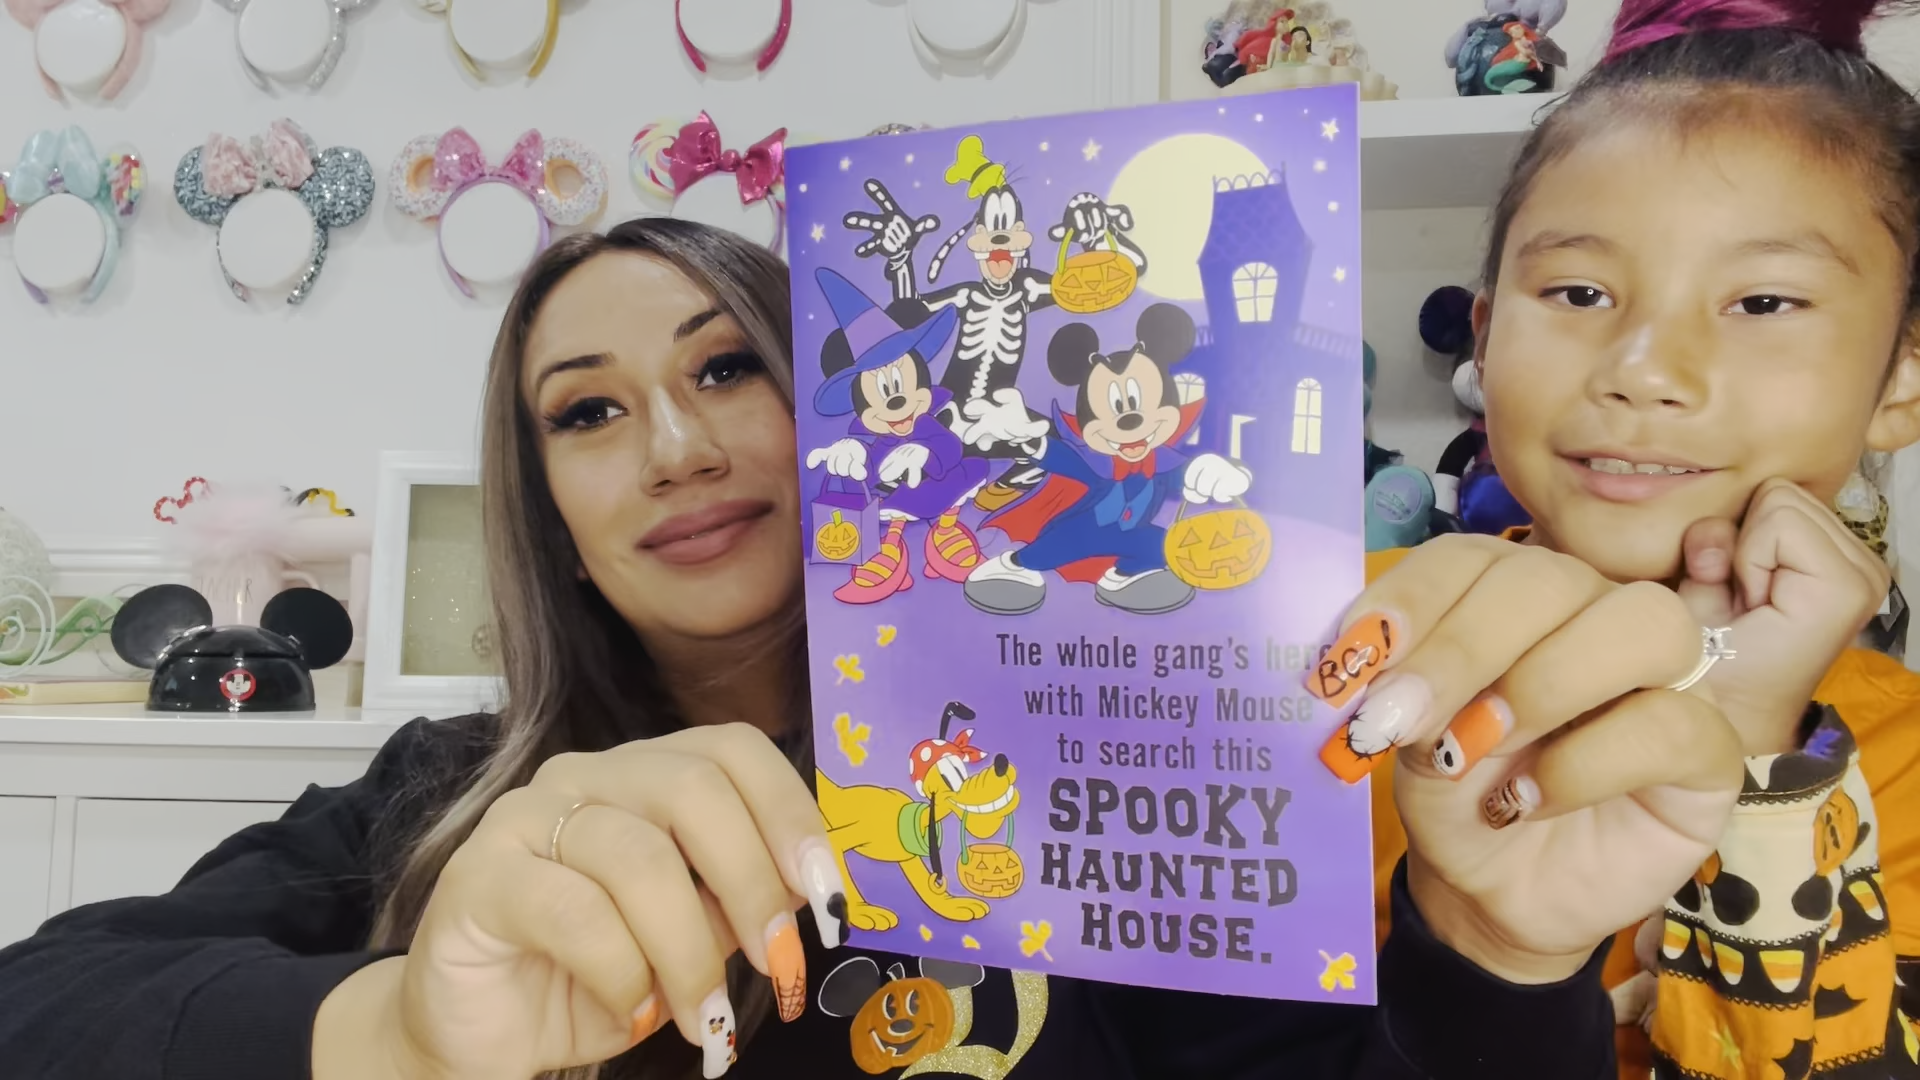 The whole gang's here
with Mickey Mouse
to search this
SPOOKY
HAUNTED
HOUSE.
BOO!